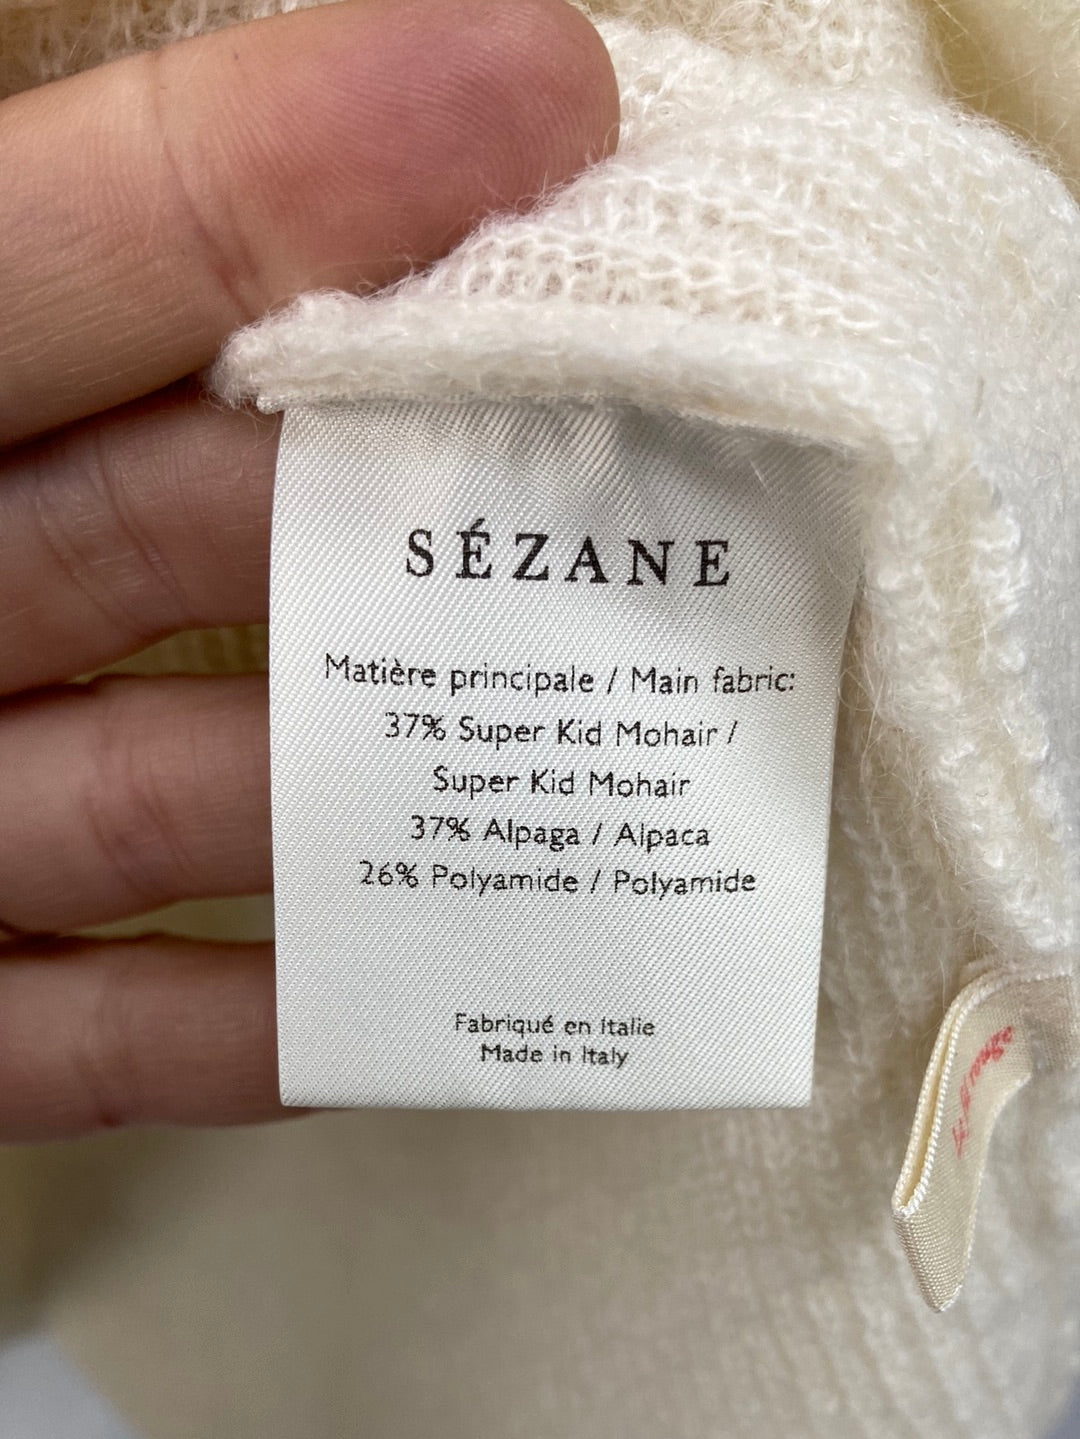 SÉZANE
Matière principale / Main fabric:
37% Super Kid Mohair /
Super Kid Mohair
37% Alpaga / Alpaca
26% Polyamide / Polyamide
Fabriqué en Italie
Made in Italy
rouge